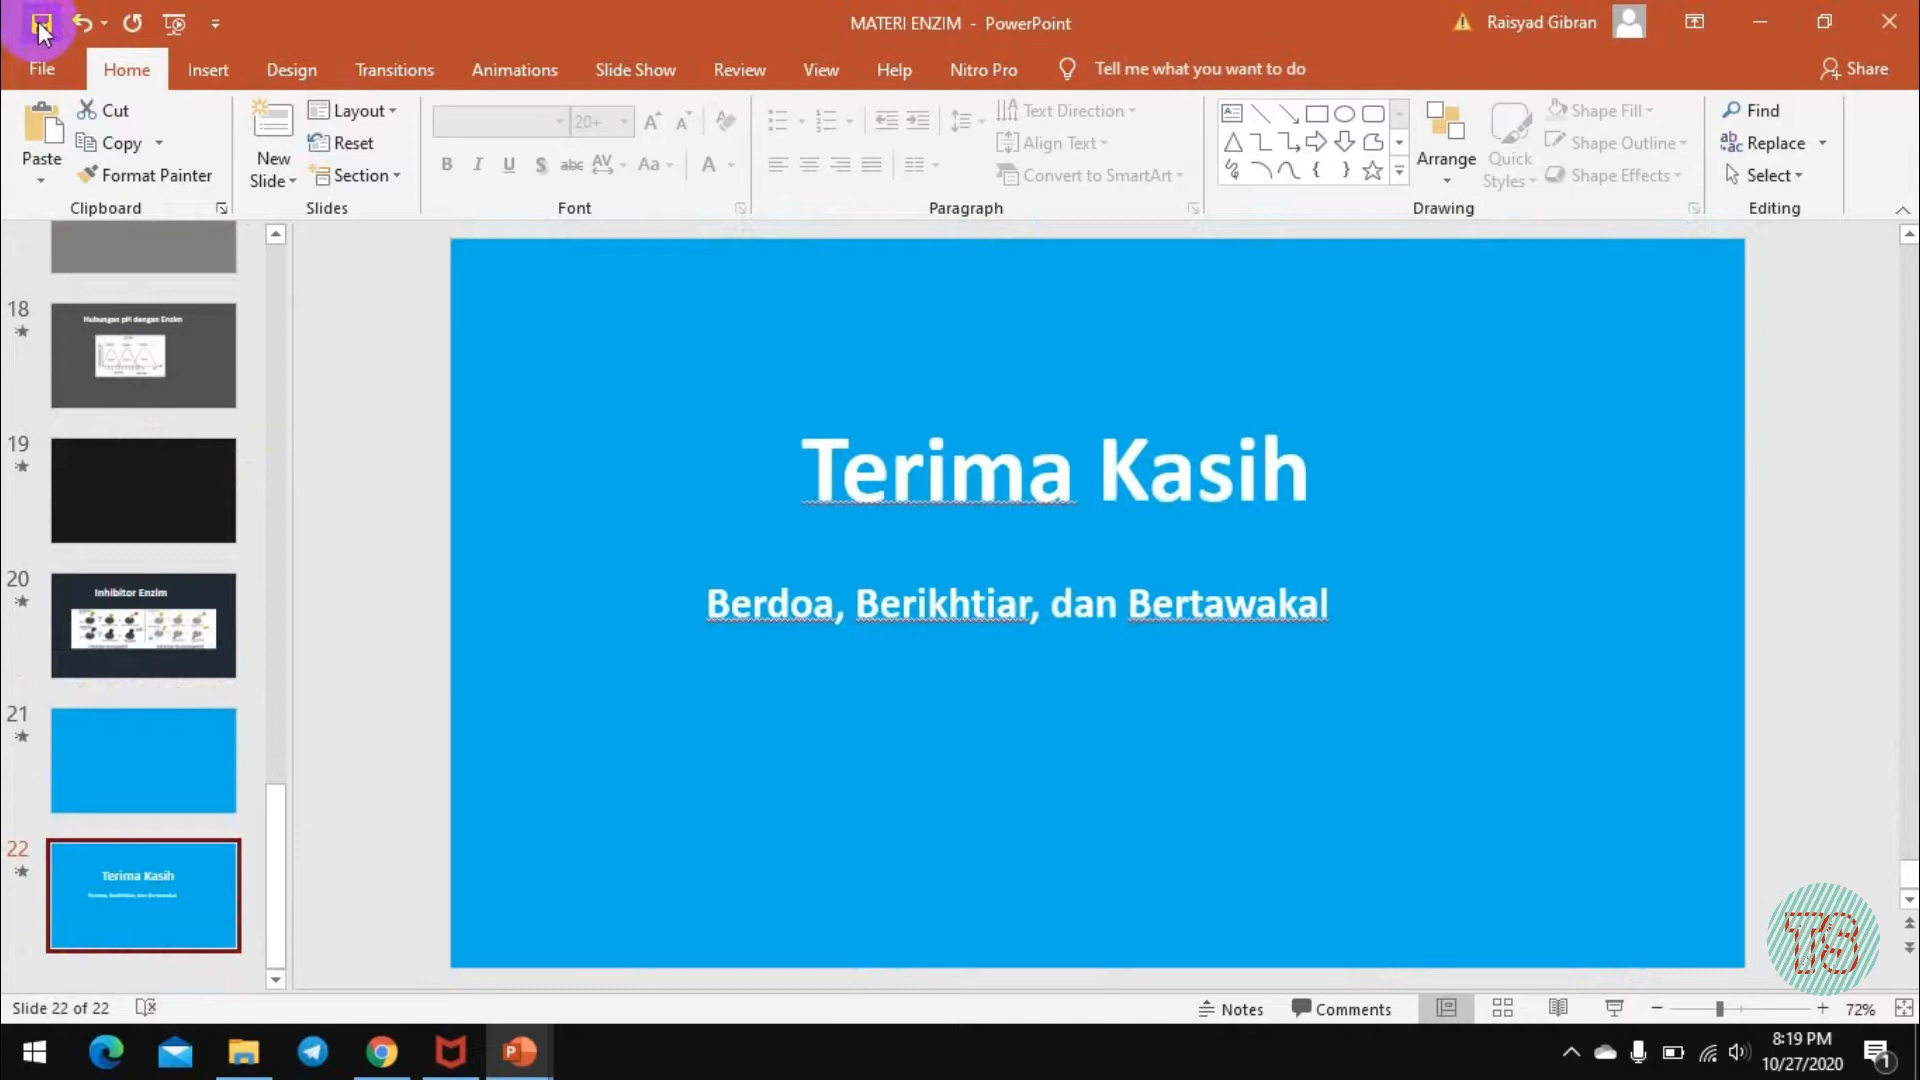 MATERI ENZIM - PowerPoint
Raisyad Gibran
File
Home
Insert
Design
Transitions
Animations
Slide Show
Review
View
Help
Nitro Pro
Tell me what you want to do
Share
Paste
Cut
Copy
Format Painter
Clipboard
New Slide
Layout
Reset
Section
Slides
20+
B I U S abc AV Aa A
Font
Text Direction
Align Text
Convert to SmartArt
Paragraph
Arrange
Quick Styles
Shape Fill
Shape Outline
Shape Effects
Drawing
Find
Replace
Select
Editing
18
Hubungan pH dengan Enzim
19
20
Inhibitor Enzim
21
22
Terima Kasih
Berdoa, Berikhtiar, dan Bertawakal
Terima Kasih
Berdoa, Berikhtiar, dan Bertawakal
TB
Slide 22 of 22
Notes
Comments
72%
8:19 PM
10/27/2020
1